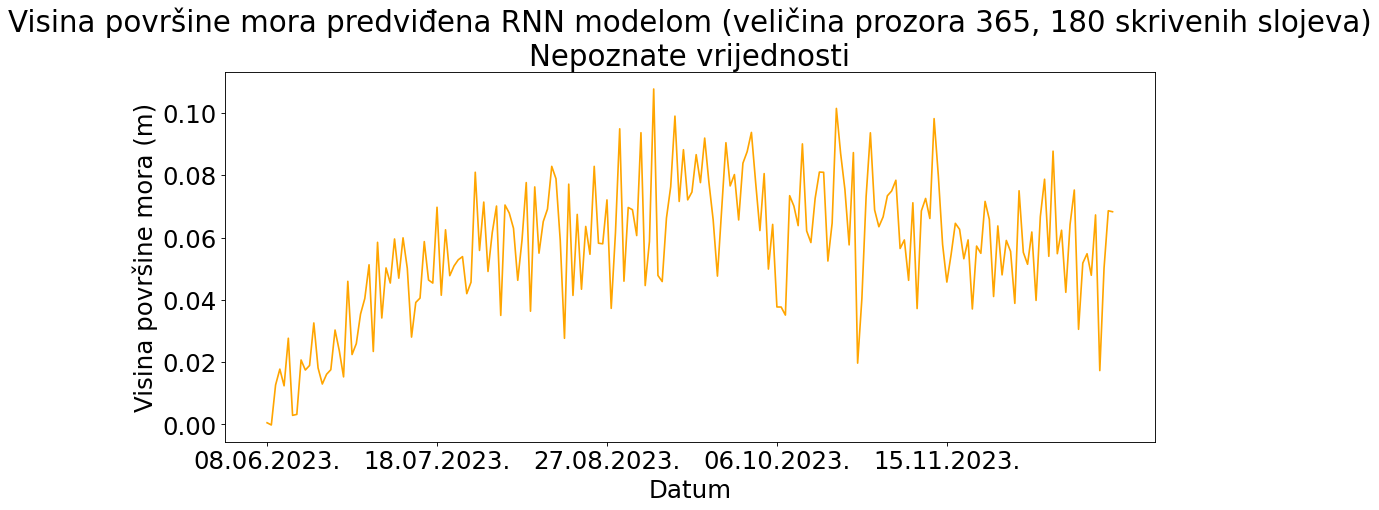 Visina površine mora predviđena RNN modelom (veličina prozora 365, 180 skrivenih slojeva)
Nepoznate vrijednosti
Visina površine mora (m)
0.10
0.08
0.06
0.04
0.02
0.00
08.06.2023. 18.07.2023. 27.08.2023. 06.10.2023. 15.11.2023.
Datum